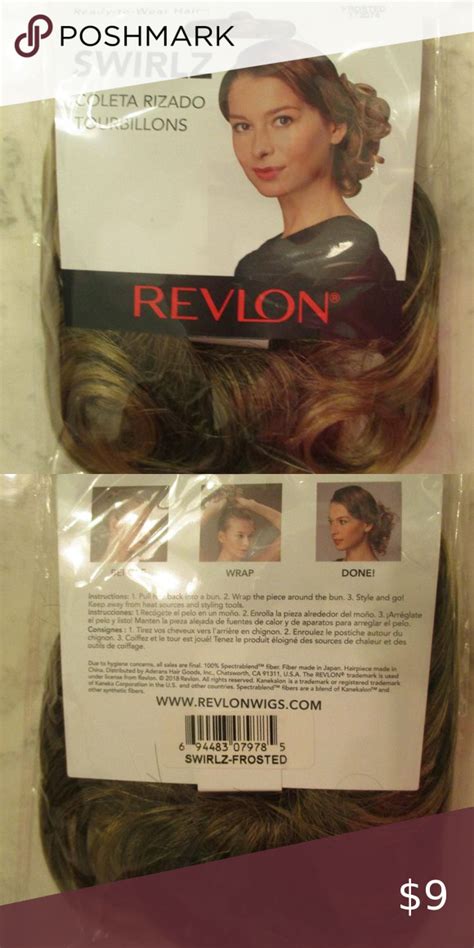 POSHMARK
Ready-to-Wear Hair
FROSTED
SWIRLZ
COLETA RIZADO
TOURBILLONS
REVLON®
BEFORE WRAP DONE!
Instructions: 1. Pull hair back into a bun. 2. Wrap the piece around the bun. 3. Style and go!
Keep away from heat sources and styling tools.
Instrucciones: 1.Recógete el pelo en un moño. 2. Enrolla la pieza alrededor del moño. 3. ¡Arréglate
el pelo y listo! Manten la pieza alejada de fuentes de calor y de aparatos para arreglar el pelo.
Consignes : 1. Tirez vos cheveux vers l'arrière en chignon. 2. Enroulez le postiche autour du
chignon. 3. Coiffez et le tour est joué! Tenez le produit éloigné des sources de chaleur et des
outils de coiffage.
Due to hygiene concerns, all sales are final. 100% Spectrablend™ fiber. Fiber made in Japan. Hairpiece made in
China. Distributed by Aderans Hair Goods, Inc., Chatsworth, CA 91311, U.S.A. The REVLON® trademark is used
under license from Revlon. © 2018 Revlon. All rights reserved. Kanekalon is a trademark or registered trademark
of Kaneka Corporation in the U.S. and other countries. Spectrablend™ fibers are a blend of Kanekalon™ and
other synthetic fibers.
WWW.REVLONWIGS.COM
6 94483 07978 5
SWIRLZ-FROSTED
$9